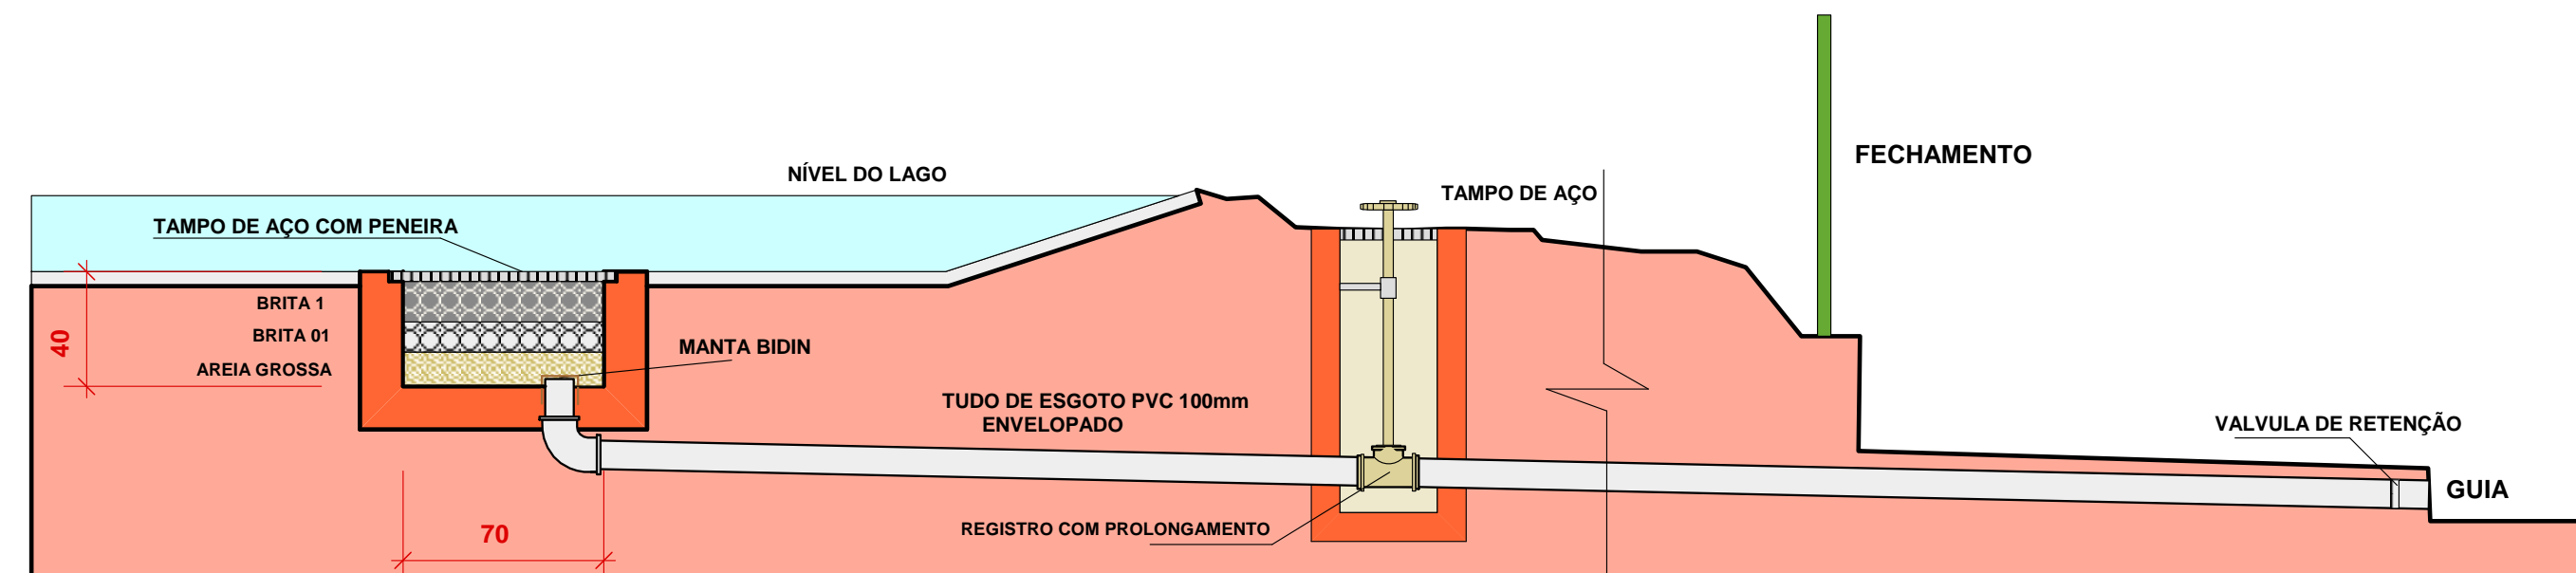 FECHAMENTO
NÍVEL DO LAGO
TAMPO DE AÇO
TAMPO DE AÇO COM PENEIRA
BRITA 1
BRITA 01
40
MANTA BIDIN
AREIA GROSSA
TUDO DE ESGOTO PVC 100mm
ENVELOPADO
VALVULA DE RETENÇÃO
GUIA
REGISTRO COM PROLONGAMENTO
70